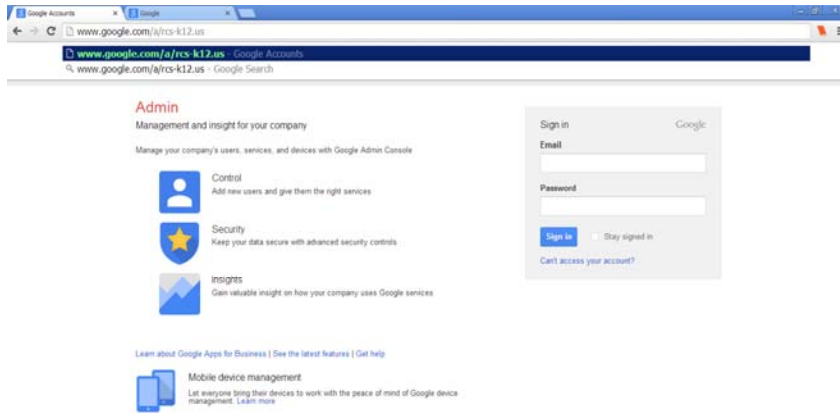 Google Accounts
Google
www.google.com/a/rcs-k12.us
www.google.com/a/rcs-k12.us - Google Accounts
www.google.com/a/rcs-k12.us - Google Search
Admin
Management and insight for your company
Manage your company's users, services, and devices with Google Admin Console
Control
Add new users and give them the right services
Security
Keep your data secure with advanced security controls
Insights
Gain valuable insight on how your company uses Google services
Learn about Google Apps for Business | See the latest features | Get help
Mobile device management
Let everyone bring their devices to work with the peace of mind of Google device
management. Learn more
Sign in Google
Email
Password
Sign in Stay signed in
Can't access your account?